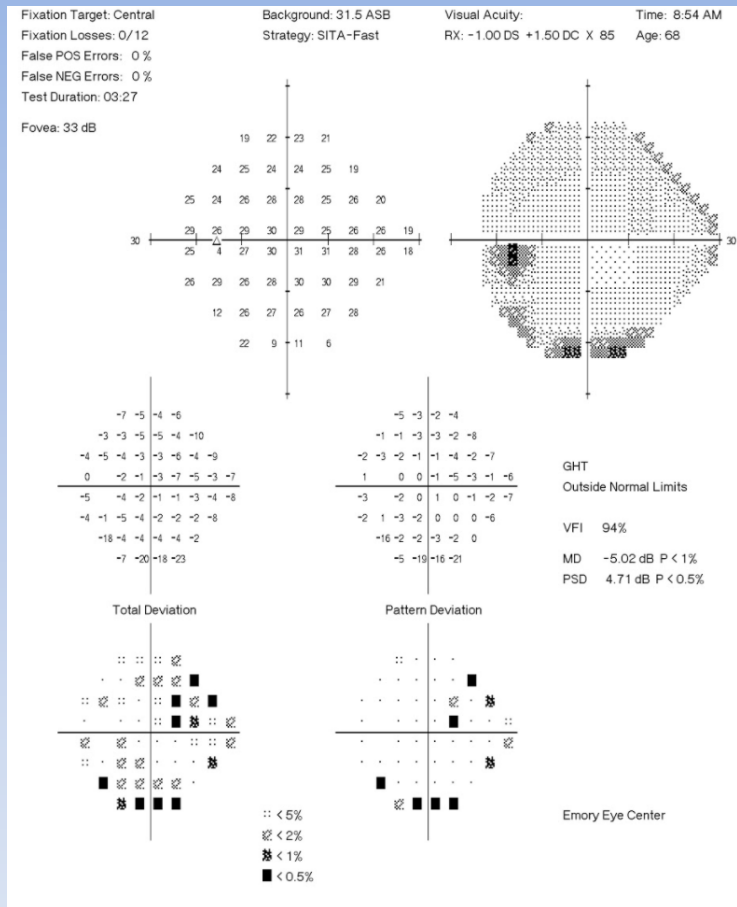 Fixation Target: Central
Fixation Losses: 0/12
False POS Errors: 0 %
False NEG Errors: 0 %
Test Duration: 03:27
Fovea: 33 dB
Background: 31.5 ASB
Strategy: SITA-Fast
Visual Acuity:
RX: -1.00 DS +1.50 DC X 85
Time: 8:54 AM
Age: 68
19 22 23 21
24 25 24 24 25 19
25 24 26 28 28 25 26 20
29 26 29 30 29 25 26 26 19
30
25 4 27 30 31 31 28 26 18
26 29 26 28 30 30 29 21
12 26 27 26 27 28
22 9 11 6
30
-7 -5 -4 -6
-3 -3 -5 -5 -4 -10
-4 -5 -4 -3 -3 -6 -4 -9
0 -2 -1 -3 -7 -5 -3 -7
-5 -4 -2 -1 -1 -3 -4 -8
-4 -1 -5 -4 -2 -2 -2 -8
-18 -4 -4 -4 -4 -2
-7 -20 -18 -23
Total Deviation
-5 -3 -2 -4
-1 -1 -3 -3 -2 -8
-2 -3 -2 -1 -1 -4 -2 -7
1 0 0 -1 -5 -3 -1 -6
-3 -2 0 1 0 -1 -2 -7
-2 1 -3 -2 0 0 0 -6
-16 -2 -2 -3 -2 0
-5 -19 -16 -21
Pattern Deviation
GHT
Outside Normal Limits
VFI 94%
MD -5.02 dB P < 1%
PSD 4.71 dB P < 0.5%
< 5%
< 2%
< 1%
< 0.5%
Emory Eye Center